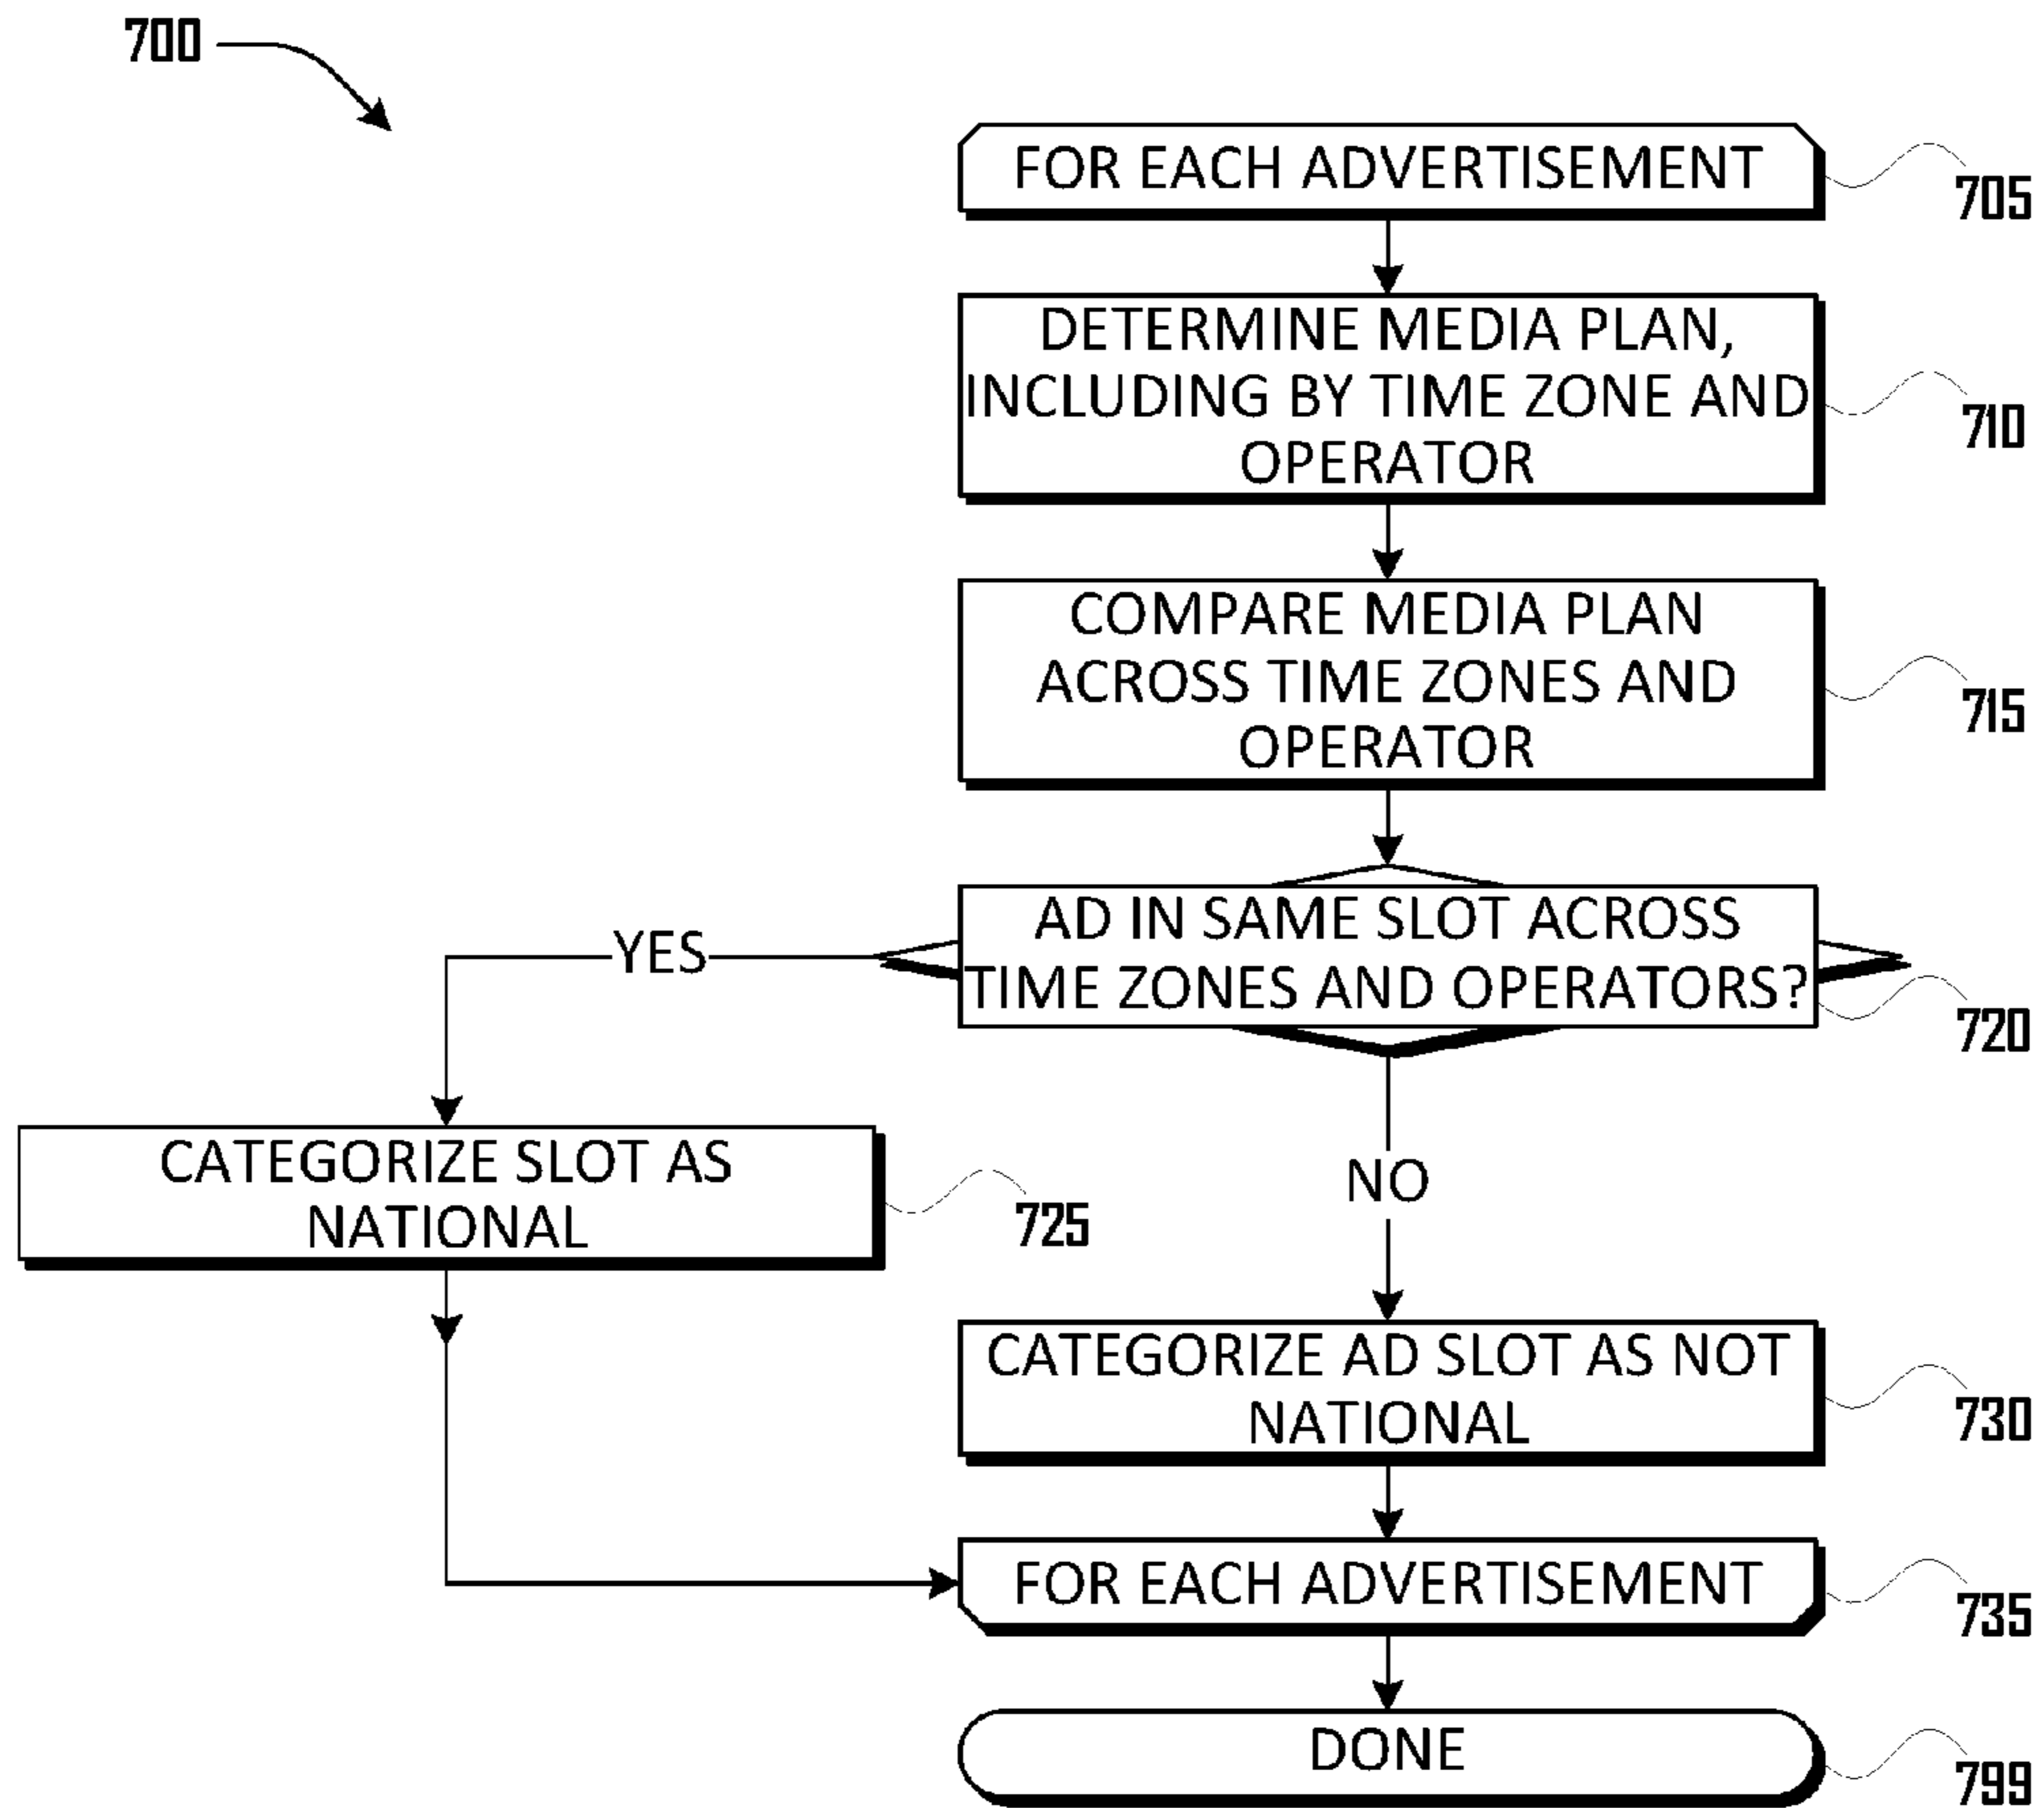 700
FOR EACH ADVERTISEMENT
705
DETERMINE MEDIA PLAN,
INCLUDING BY TIME ZONE AND
OPERATOR
710
COMPARE MEDIA PLAN
ACROSS TIME ZONES AND
OPERATOR
715
AD IN SAME SLOT ACROSS
TIME ZONES AND OPERATORS?
720
YES
CATEGORIZE SLOT AS
NATIONAL
725
NO
CATEGORIZE AD SLOT AS NOT
NATIONAL
730
FOR EACH ADVERTISEMENT
735
DONE
799